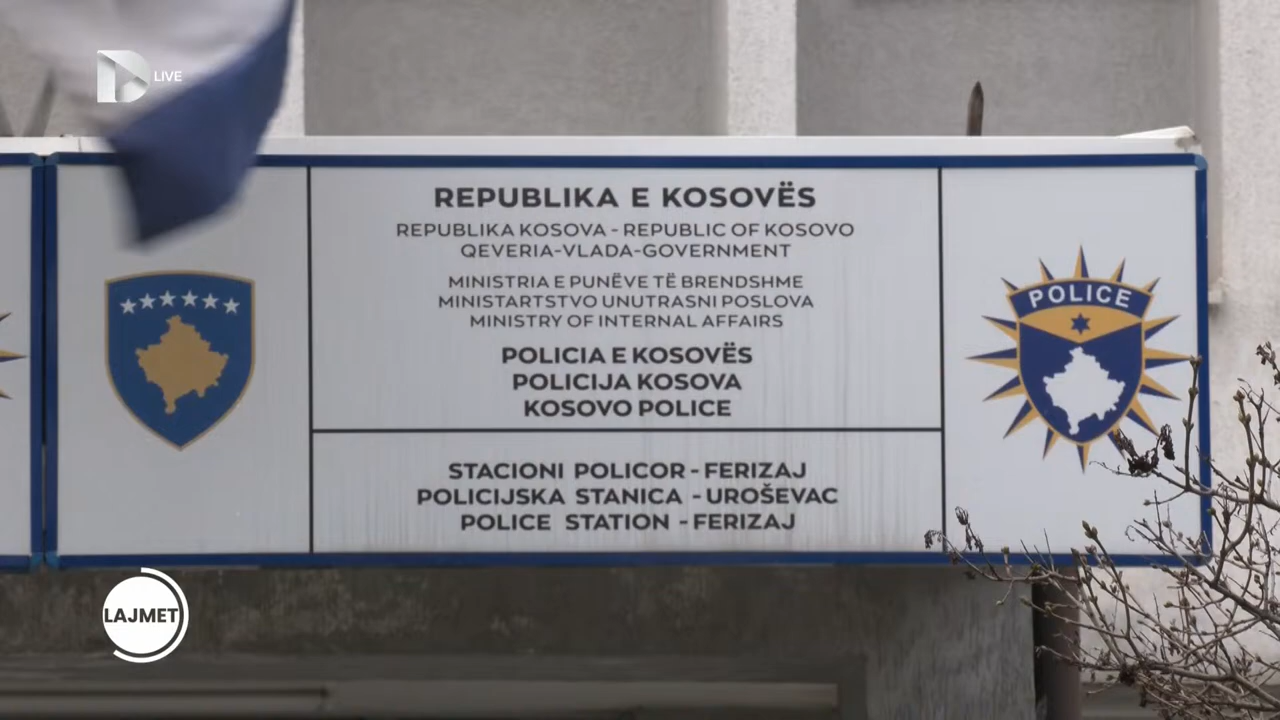 LIVE
REPUBLIKA E KOSOVËS
REPUBLIKA KOSOVA - REPUBLIC OF KOSOVO
QEVERIA-VLADA-GOVERNMENT
MINISTRIA E PUNËVE TË BRENDSHME
MINISTARTSTVO UNUTRASNI POSLOVA
MINISTRY OF INTERNAL AFFAIRS
POLICIA E KOSOVËS
POLICIJA KOSOVA
KOSOVO POLICE
POLICE
STACIONI POLICOR - FERIZAJ
POLICIJSKA STANICA - UROŠEVAC
POLICE STATION - FERIZAJ
LAJMET